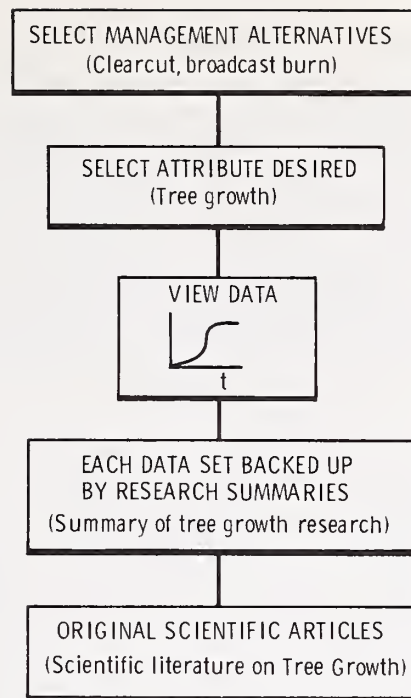 SELECT MANAGEMENT ALTERNATIVES
(Clearcut, broadcast burn)
SELECT ATTRIBUTE DESIRED
(Tree growth)
VIEW DATA
t
EACH DATA SET BACKED UP
BY RESEARCH SUMMARIES
(Summary of tree growth research)
ORIGINAL SCIENTIFIC ARTICLES
(Scientific literature on Tree Growth)